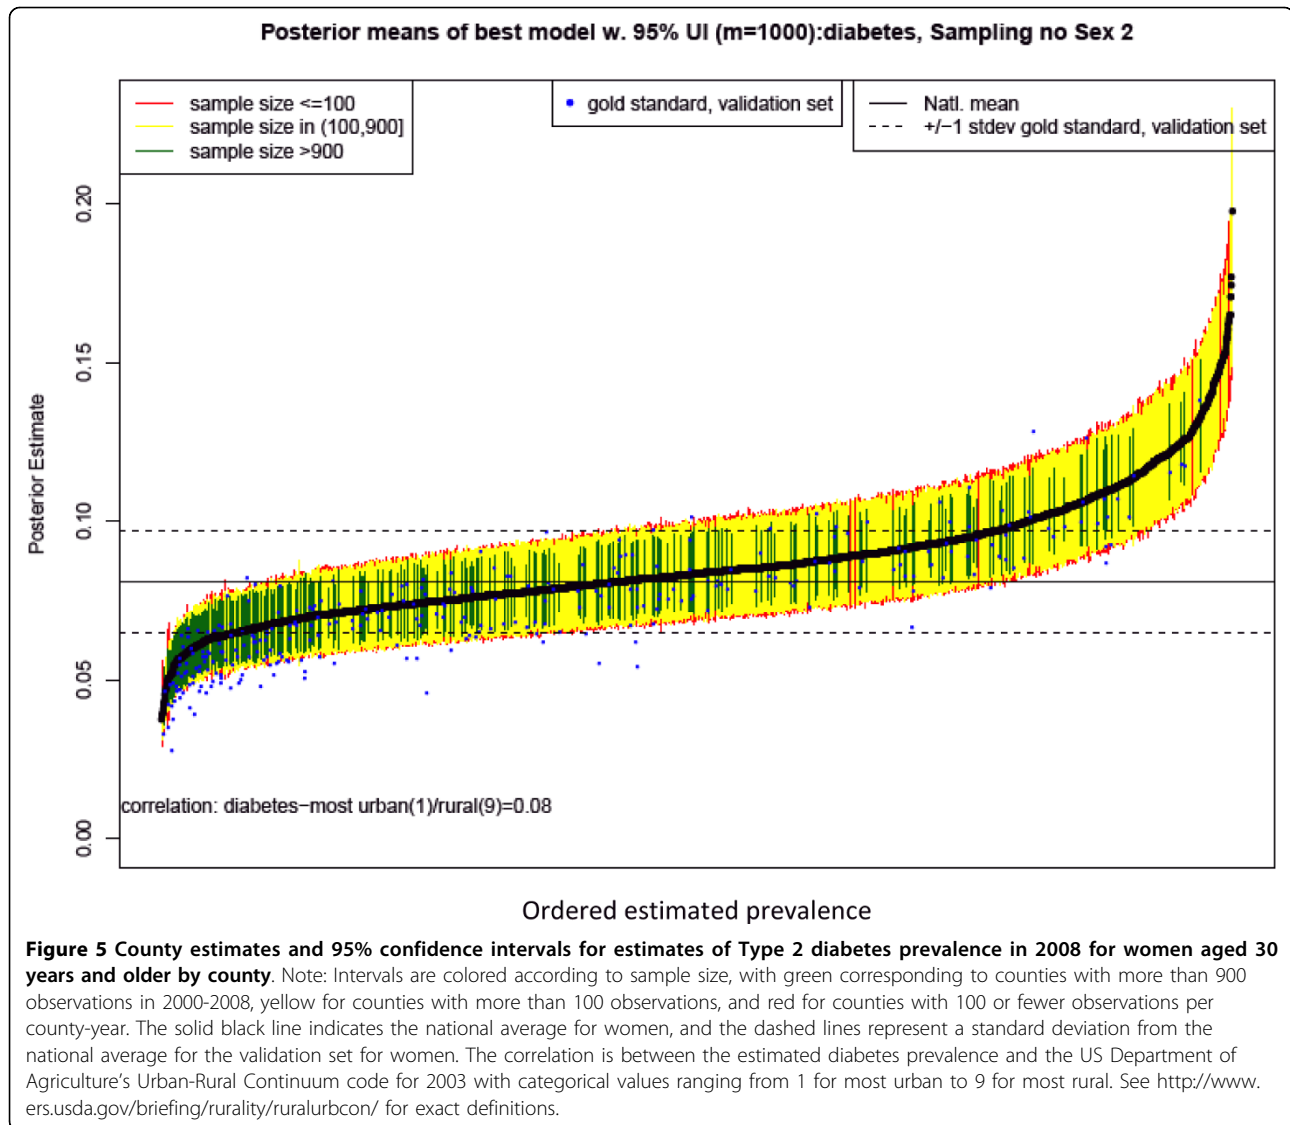 Posterior means of best model w. 95% UI (m=1000):diabetes, Sampling no Sex 2
sample size <=100
sample size in (100,900]
sample size >900
gold standard, validation set
Natl. mean
+/−1 stdev gold standard, validation set
Posterior Estimate
0.20
0.15
0.10
0.05
0.00
correlation: diabetes−most urban(1)/rural(9)=0.08
Ordered estimated prevalence
Figure 5 County estimates and 95% confidence intervals for estimates of Type 2 diabetes prevalence in 2008 for women aged 30
years and older by county. Note: Intervals are colored according to sample size, with green corresponding to counties with more than 900
observations in 2000-2008, yellow for counties with more than 100 observations, and red for counties with 100 or fewer observations per
county-year. The solid black line indicates the national average for women, and the dashed lines represent a standard deviation from the
national average for the validation set for women. The correlation is between the estimated diabetes prevalence and the US Department of
Agriculture's Urban-Rural Continuum code for 2003 with categorical values ranging from 1 for most urban to 9 for most rural. See http://www.
ers.usda.gov/briefing/rurality/ruralurbcon/ for exact definitions.